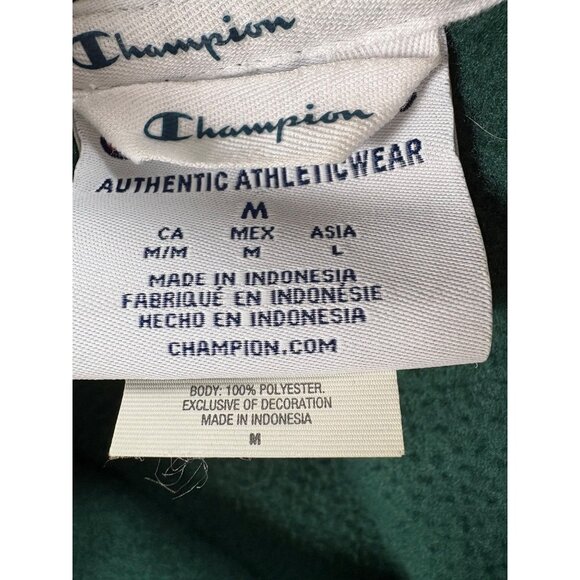 Champion
Champion
AUTHENTIC ATHLETICWEAR
M
CA MEX ASIA
M/M M L
MADE IN INDONESIA
FABRIQUÉ EN INDONÉSIE
HECHO EN INDONESIA
CHAMPION.COM
BODY: 100% POLYESTER.
EXCLUSIVE OF DECORATION
MADE IN INDONESIA
M